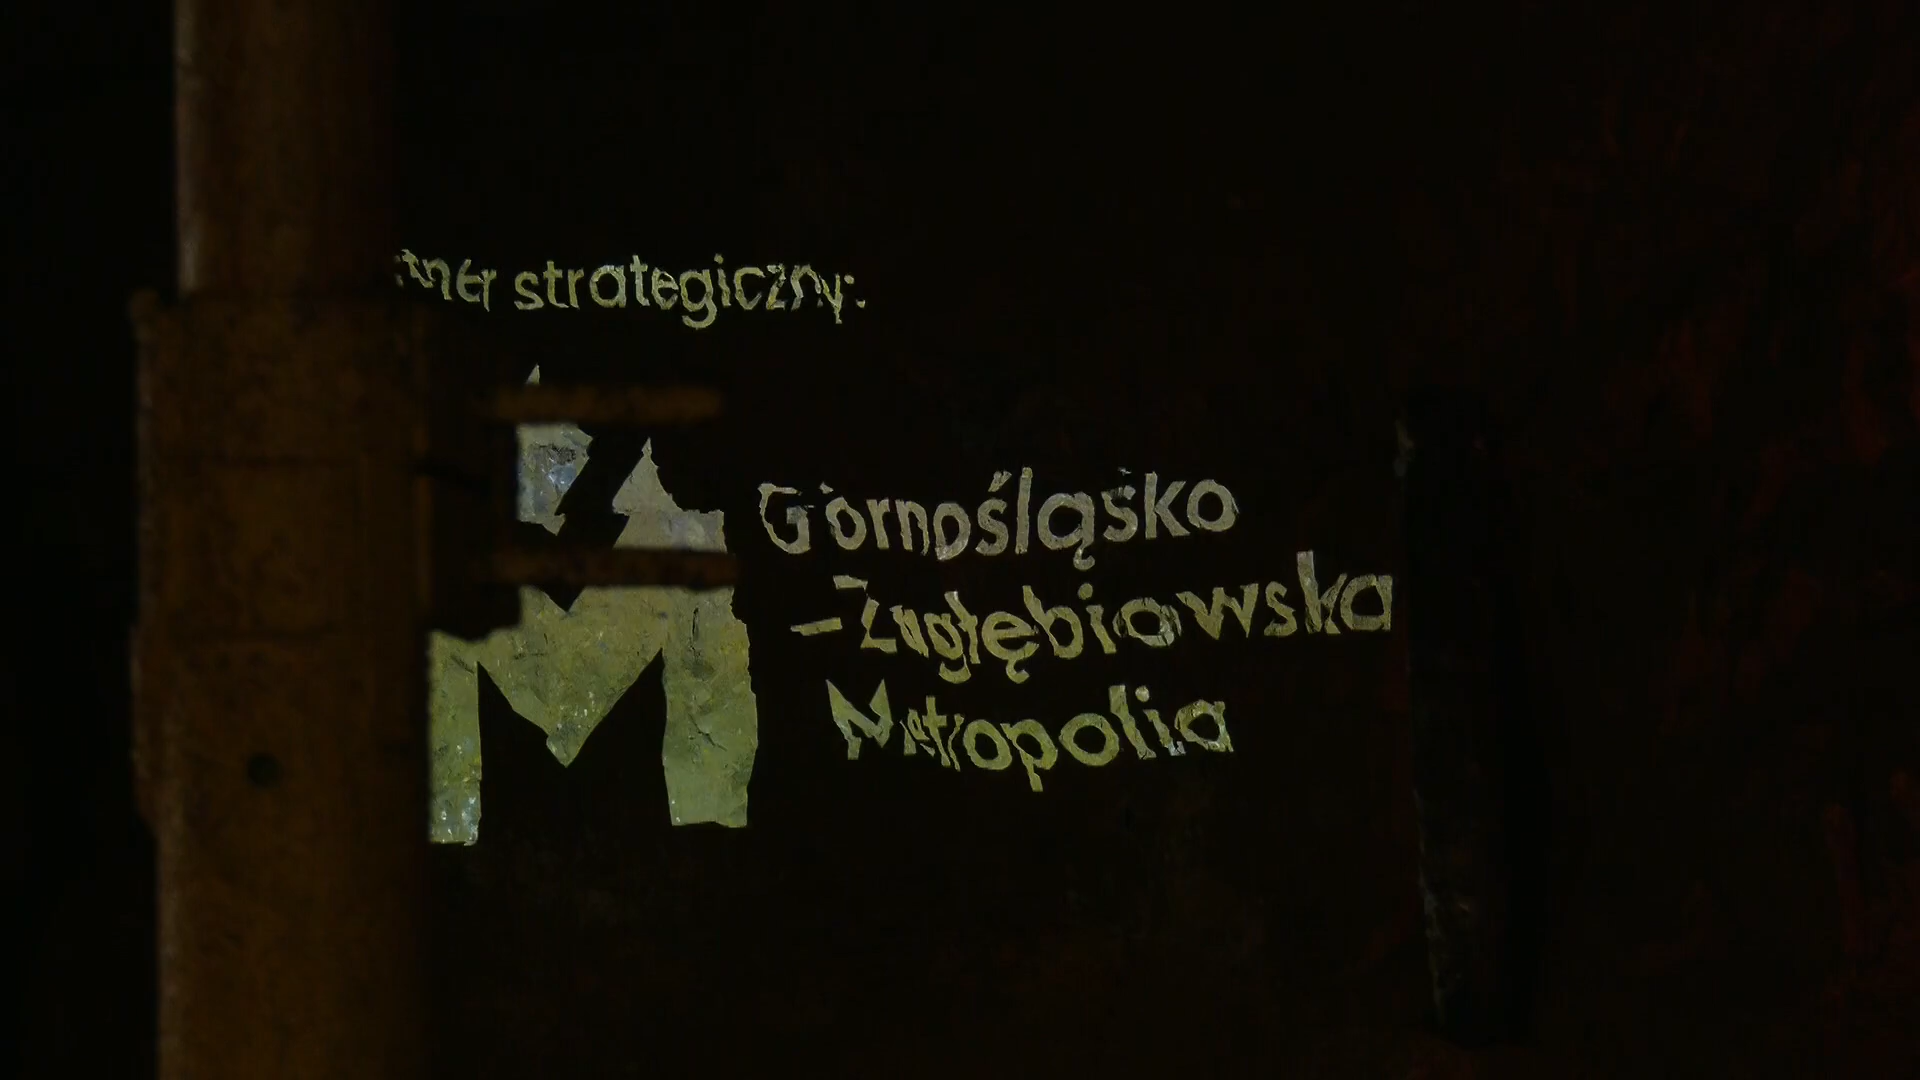 strategiczny:
Górnośląsko
-Zagłębiowska
Metropolia